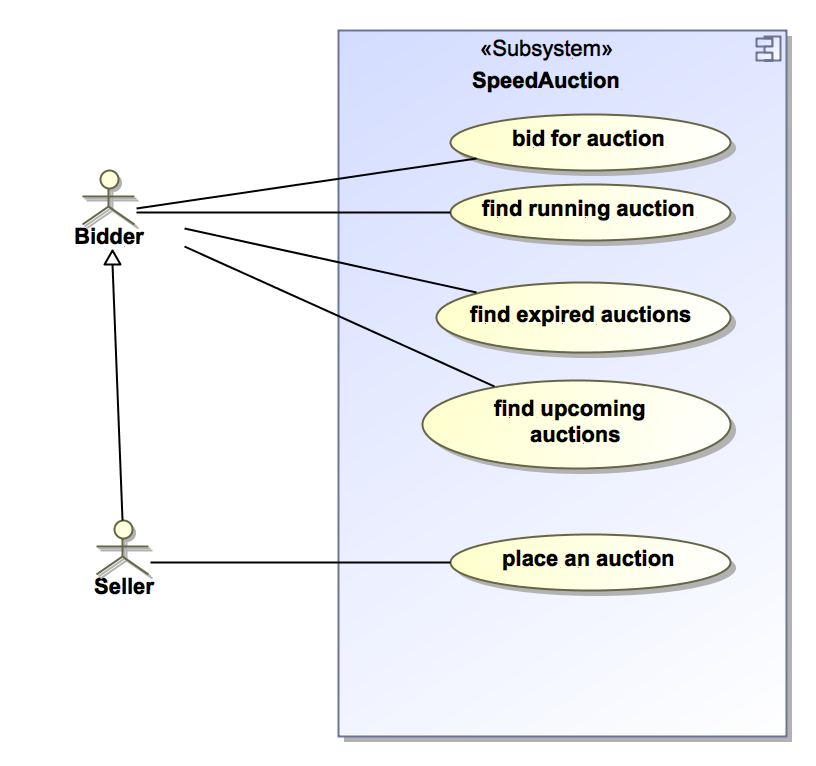 «Subsystem»
SpeedAuction
bid for auction
find running auction
Bidder
find expired auctions
find upcoming
auctions
place an auction
Seller